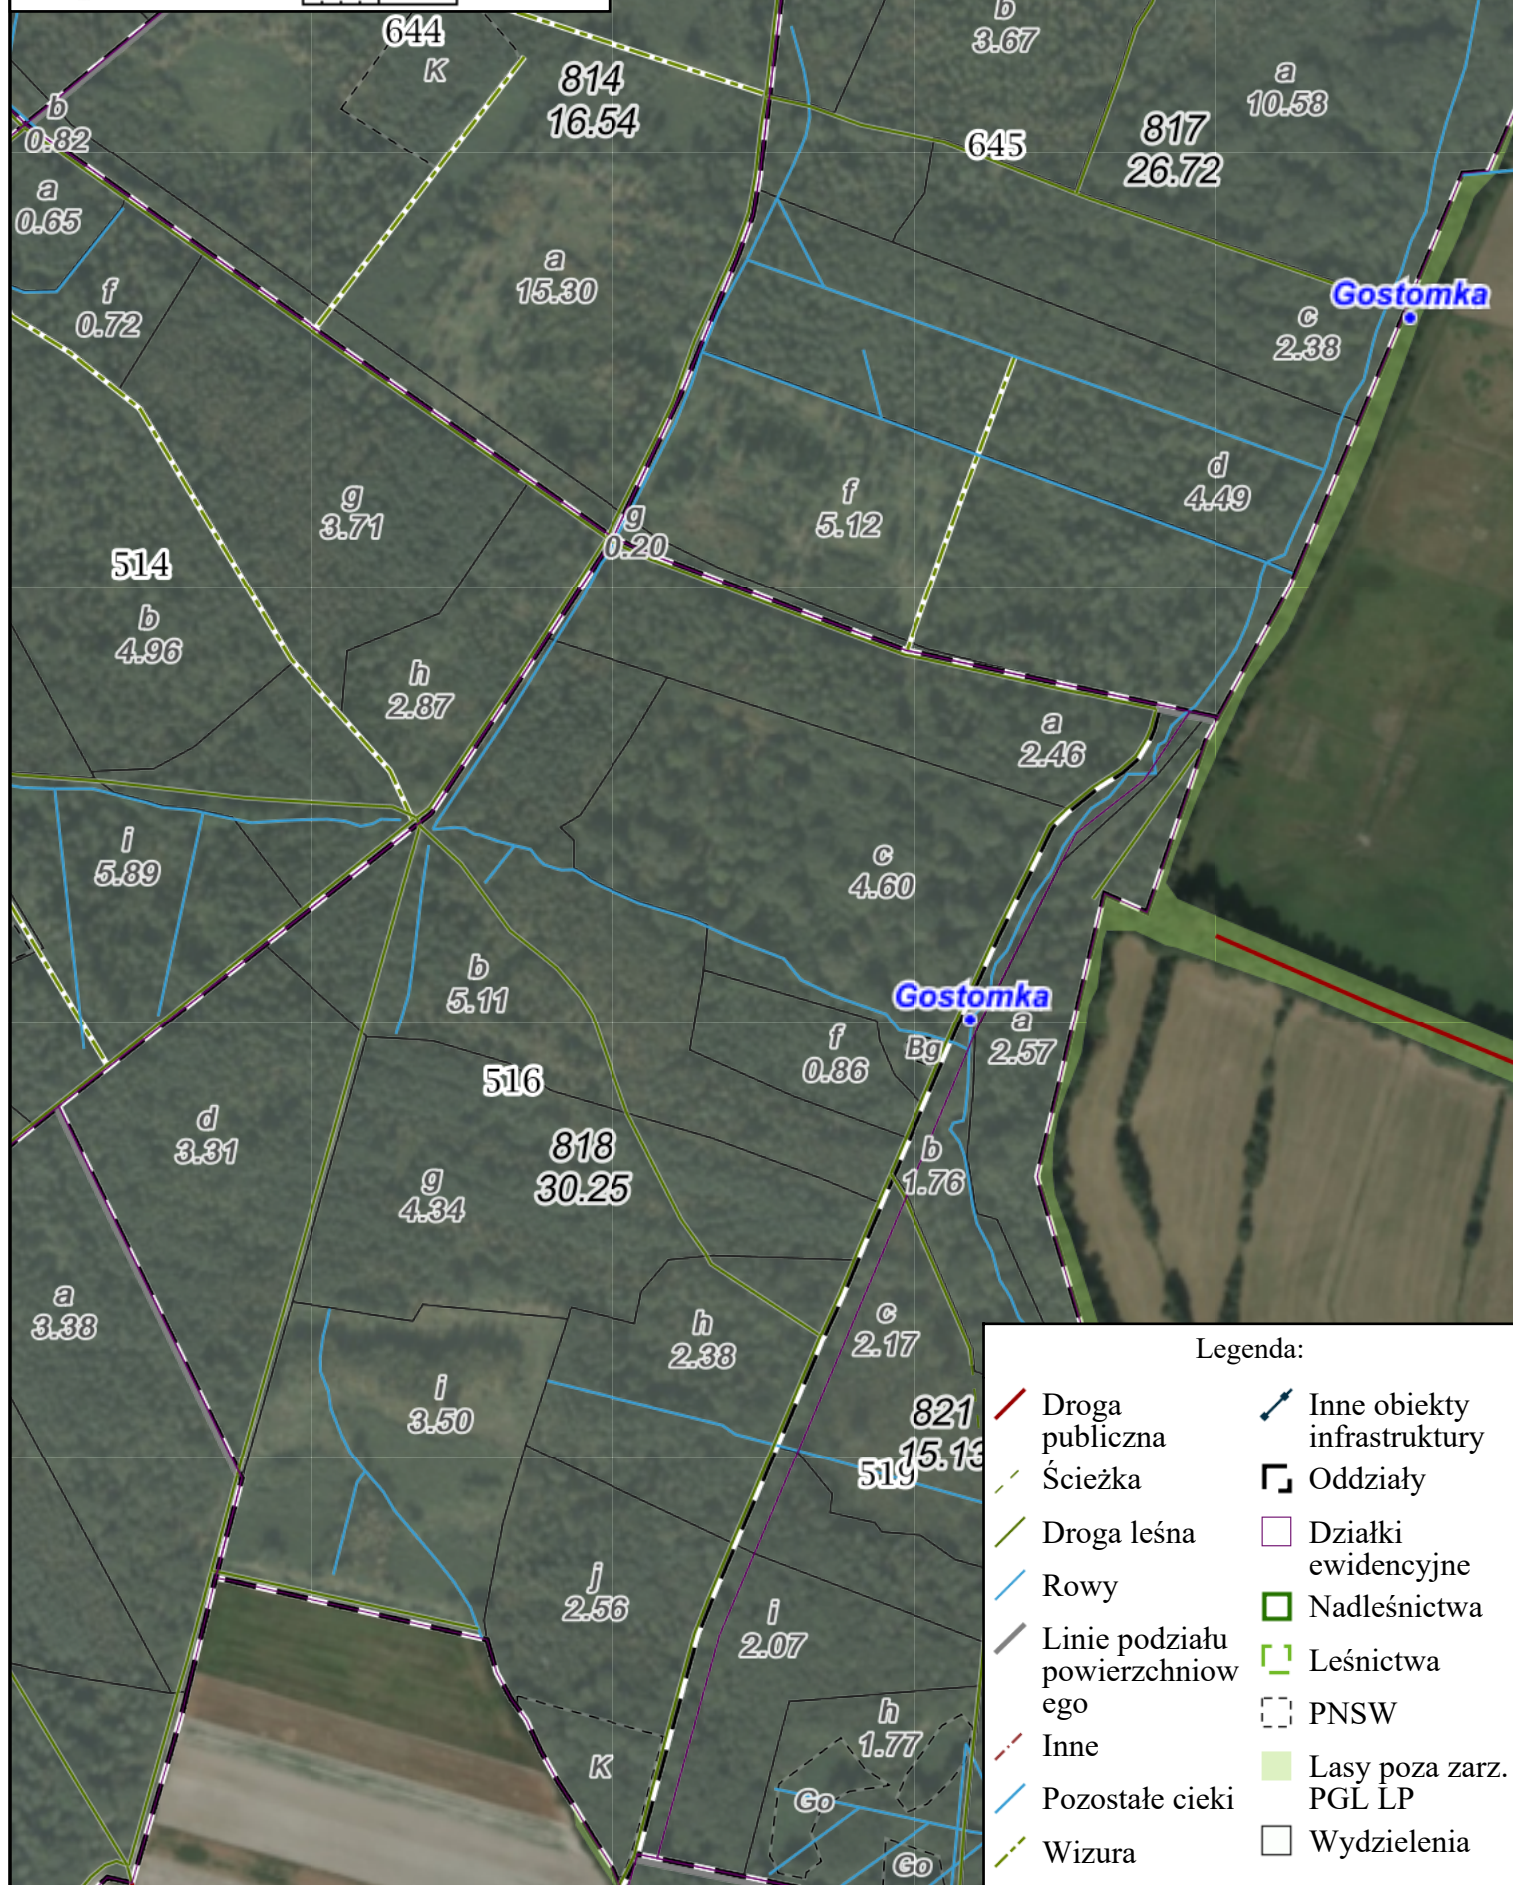 b
3.67
644
K
814
16.54
a
10.58
b
0.82
817
26.72
645
a
0.65
a
15.30
f
0.72
Gostomka
c
2.38
d
4.49
g
3.71
f
5.12
g
0.20
514
b
4.96
h
2.87
a
2.46
i
5.89
c
4.60
b
5.11
Gostomka
a
2.57
f
0.86
Bg
516
d
3.31
818
30.25
b
1.76
g
4.34
a
3.38
h
2.38
c
2.17
i
3.50
821
15.13
519
j
2.56
i
2.07
h
1.77
K
Go
Go
Legenda:
Droga
publiczna
Ścieżka
Droga leśna
Rowy
Linie podziału
powierzchniow
ego
Inne
Pozostałe cieki
Wizura
Inne obiekty
infrastruktury
Oddziały
Działki
ewidencyjne
Nadleśnictwa
Leśnictwa
PNSW
Lasy poza zarz.
PGL LP
Wydzielenia